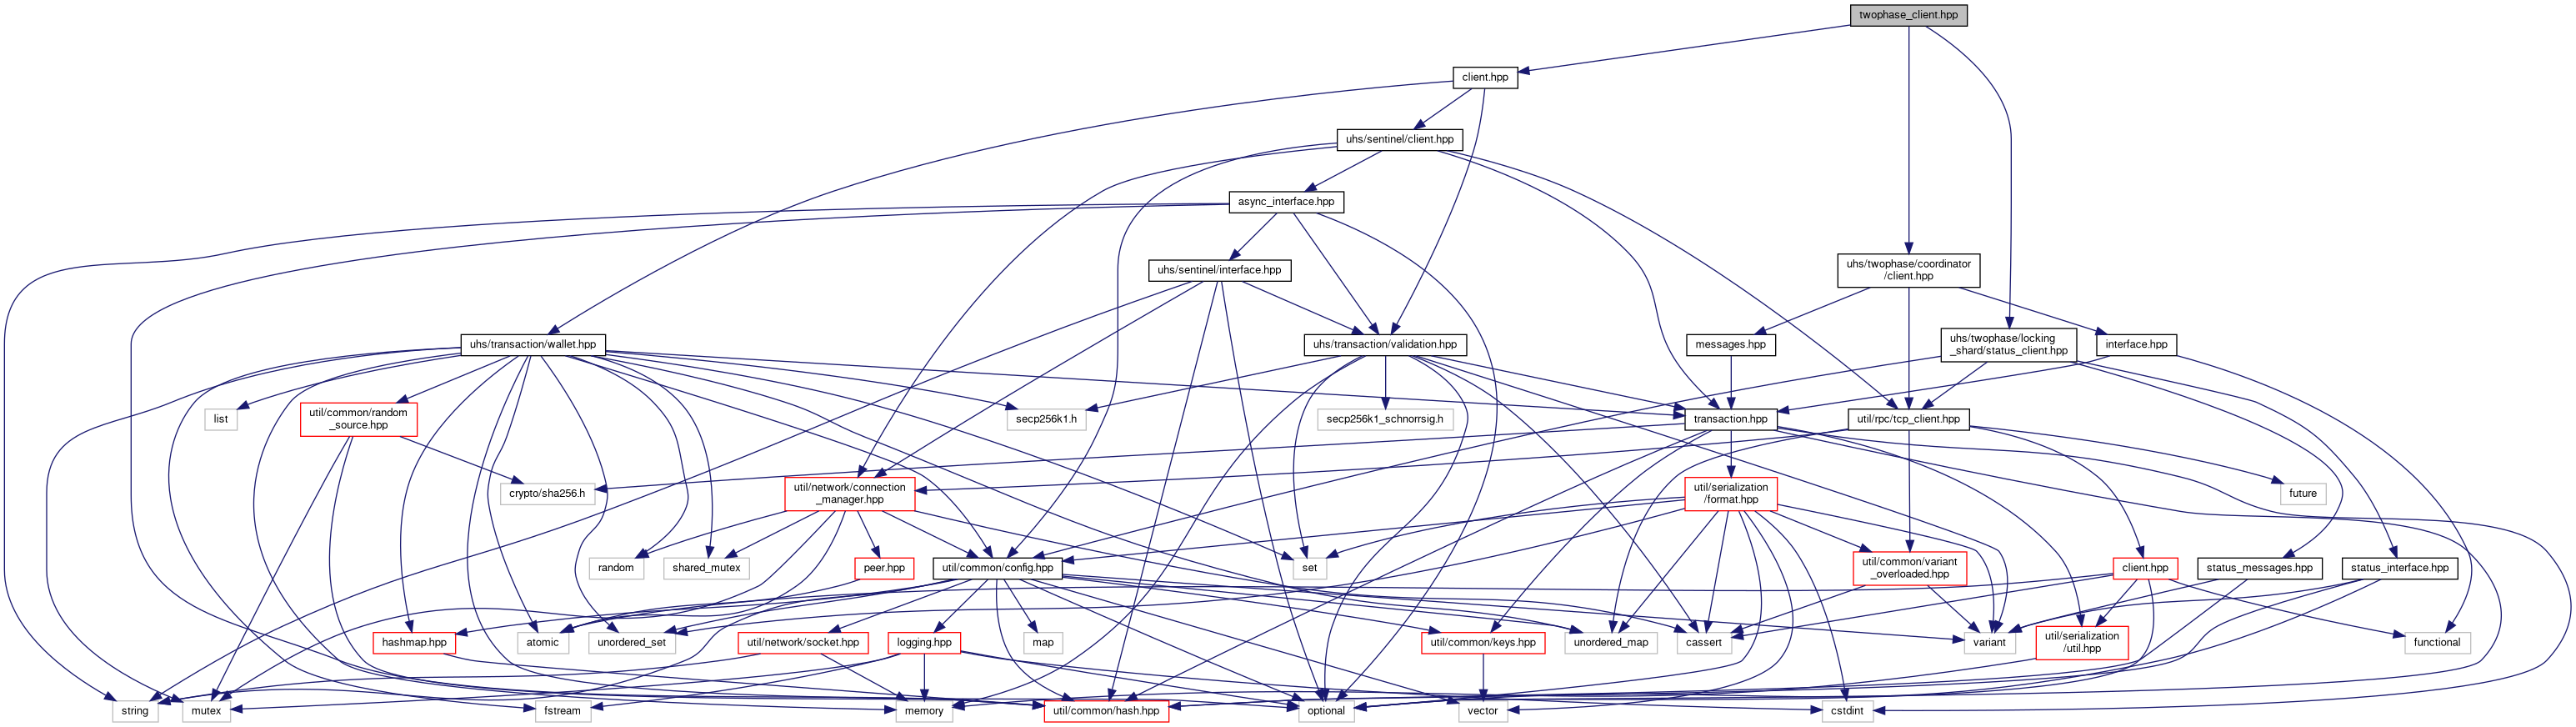 twophase_client.hpp
client.hpp
uhs/sentinel/client.hpp
async_interface.hpp
uhs/sentinel/interface.hpp
uhs/twophase/coordinator
/client.hpp
uhs/transaction/wallet.hpp
uhs/transaction/validation.hpp
messages.hpp
uhs/twophase/locking
_shard/status_client.hpp
interface.hpp
list
util/common/random
_source.hpp
secp256k1.h
secp256k1_schnorrsig.h
transaction.hpp
util/rpc/tcp_client.hpp
crypto/sha256.h
util/network/connection
_manager.hpp
util/serialization
/format.hpp
future
random
shared_mutex
peer.hpp
util/common/config.hpp
set
util/common/variant
_overloaded.hpp
client.hpp
status_messages.hpp
status_interface.hpp
hashmap.hpp
atomic
unordered_set
util/network/socket.hpp
logging.hpp
map
util/common/keys.hpp
unordered_map
cassert
variant
util/serialization
/util.hpp
functional
string
mutex
fstream
memory
util/common/hash.hpp
optional
vector
cstdint